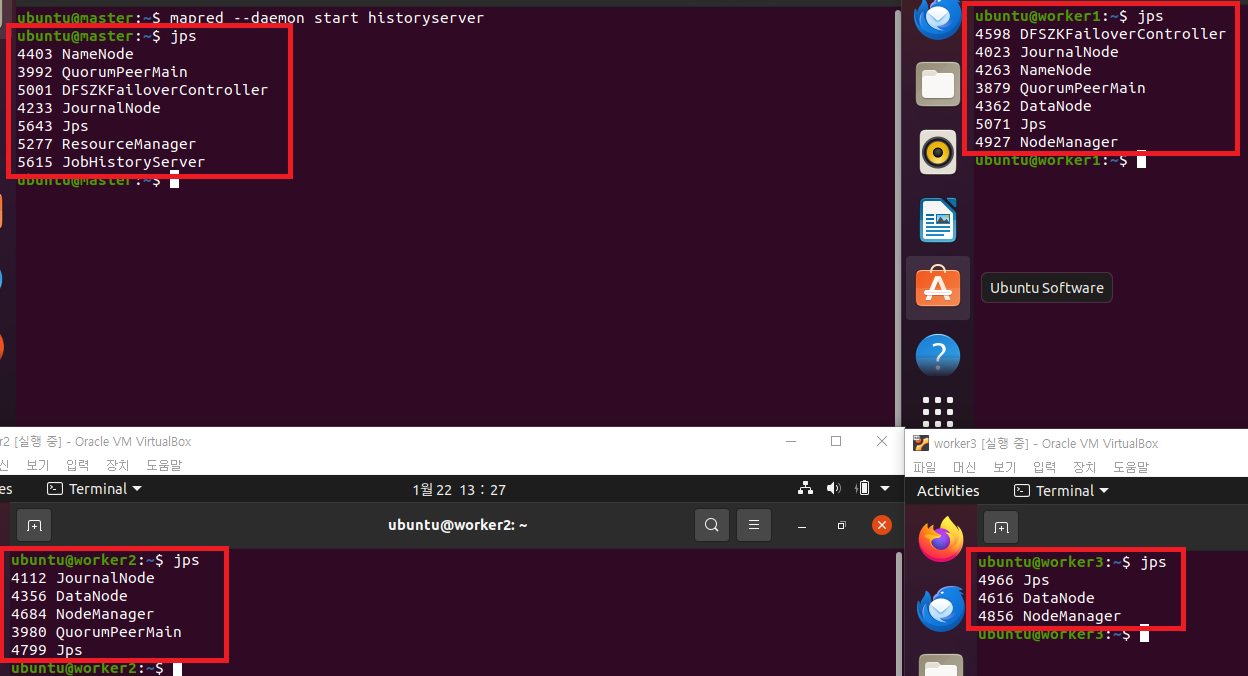 ubuntu@master:~$ mapred --daemon start historyserver
ubuntu@master:~$ jps
4403 NameNode
3992 QuorumPeerMain
5001 DFSZKFailoverController
4233 JournalNode
5643 Jps
5277 ResourceManager
5615 JobHistoryServer
ubuntu@master:~$
ubuntu@worker1:~$ jps
4598 DFSZKFailoverController
4023 JournalNode
4263 NameNode
3879 QuorumPeerMain
4362 DataNode
5071 Jps
4927 NodeManager
ubuntu@worker1:~$
Ubuntu Software
r2 [실행 중] - Oracle VM VirtualBox
신 보기 입력 장치 도움말
es Terminal 1월 22 13 : 27
ubuntu@worker2: ~
ubuntu@worker2:~$ jps
4112 JournalNode
4356 DataNode
4684 NodeManager
3980 QuorumPeerMain
4799 Jps
ubuntu@worker2:~$
worker3 [실행 중] - Oracle VM VirtualBox
파일 머신 보기 입력 장치 도움말
Activities Terminal
ubuntu@worker3:~$ jps
4966 Jps
4616 DataNode
4856 NodeManager
ubuntu@worker3:~$